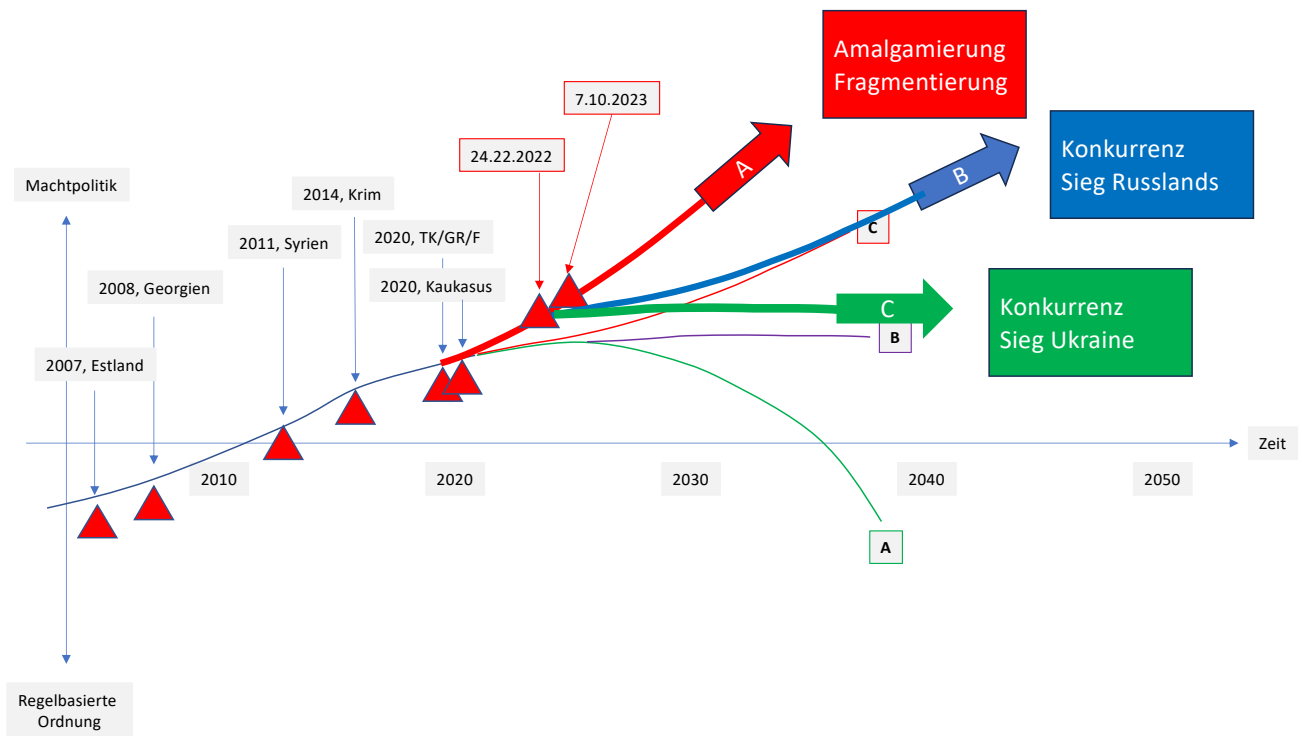 Amalgamierung
Fragmentierung
7.10.2023
24.22.2022
A
Konkurrenz
Sieg Russlands
B
Machtpolitik
2014, Krim
2011, Syrien
2020, TK/GR/F
C
2008, Georgien
2020, Kaukasus
C
Konkurrenz
Sieg Ukraine
B
2007, Estland
Zeit
2010
2020
2030
2040
2050
A
Regelbasierte
Ordnung